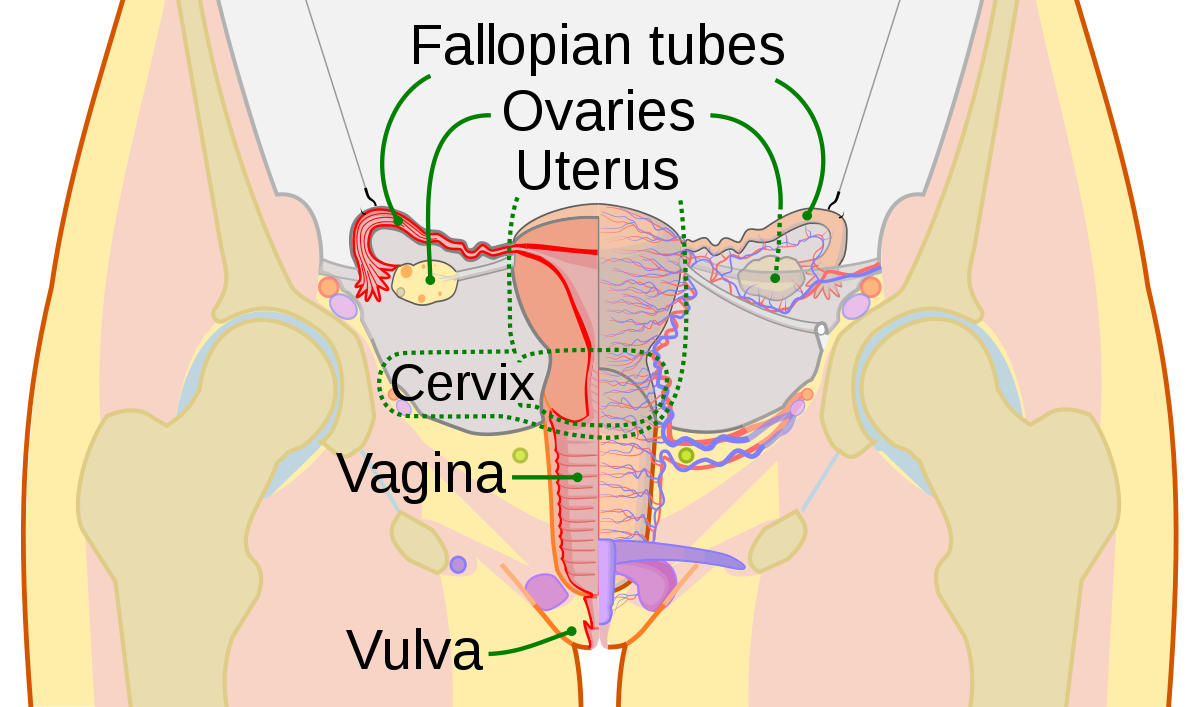 Fallopian tubes
Ovaries
Uterus
Cervix
Vagina
Vulva